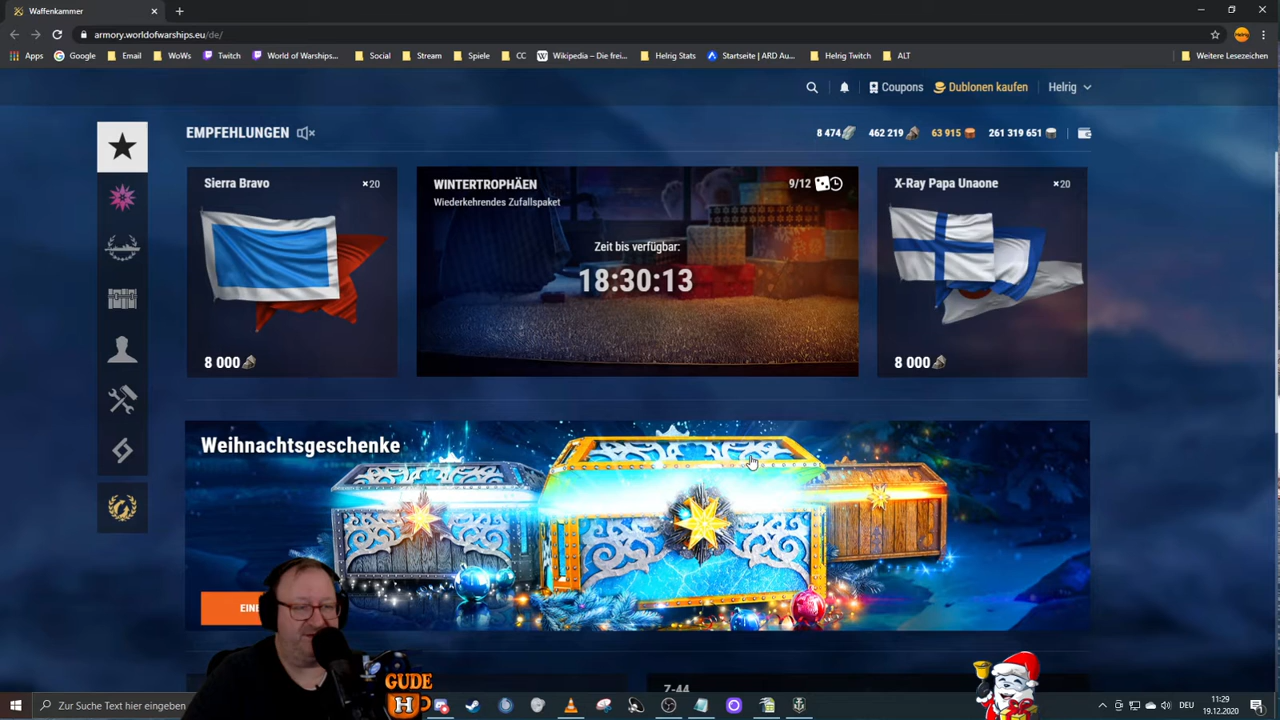 Waffenkammer
armory.worldofwarships.eu/de/
Apps Google Email WoWs Twitch World of Warships... Social Stream Spiele CC Wikipedia – Die frei... Helrig Stats Startseite | ARD Au... Helrig Twitch ALT Weitere Lesezeichen
Coupons Dublonen kaufen Helrig
EMPFEHLUNGEN 8 474 462 219 63 915 261 319 651
Sierra Bravo ×20
8 000
WINTERTROPHÄEN 9/12
Wiederkehrendes Zufallspaket
Zeit bis verfügbar:
18:30:13
X-Ray Papa Unaone ×20
8 000
Weihnachtsgeschenke
EINE
GUDE
H
Z-44
Zur Suche Text hier eingeben
DEU
11:29
19.12.2020